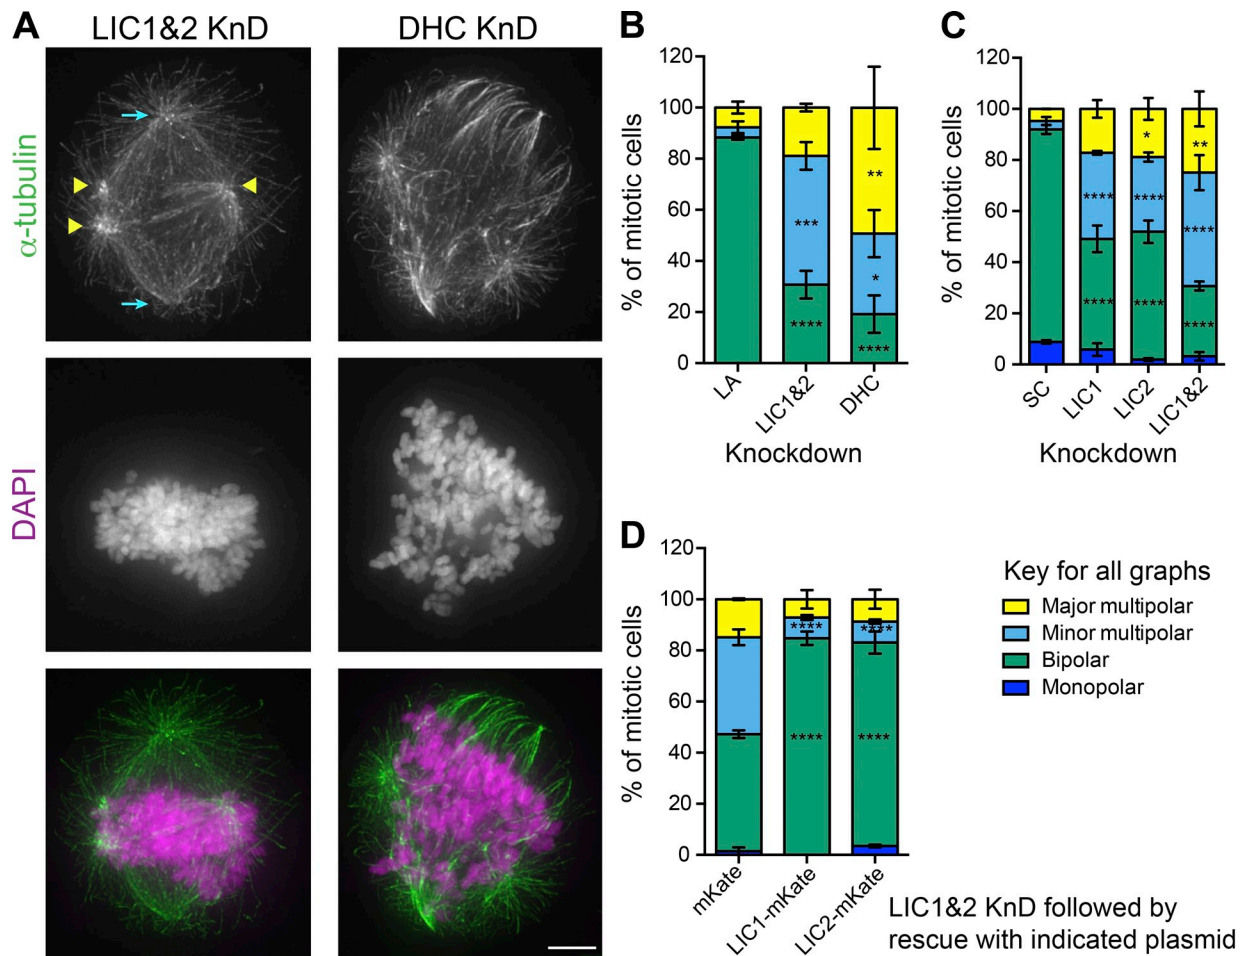 A
LIC1&2 KnD
DHC KnD
α-tubulin
DAPI
B
120
100
80
60
40
20
0
% of mitotic cells
**
***
*
****
****
LA
LIC1&2
DHC
Knockdown
C
120
100
80
60
40
20
0
% of mitotic cells
*
**
****
****
****
****
****
****
SC
LIC1
LIC2
LIC1&2
Knockdown
D
120
100
80
60
40
20
0
% of mitotic cells
****
****
****
****
mKate
LIC1-mKate
LIC2-mKate
Key for all graphs
Major multipolar
Minor multipolar
Bipolar
Monopolar
LIC1&2 KnD followed by
rescue with indicated plasmid